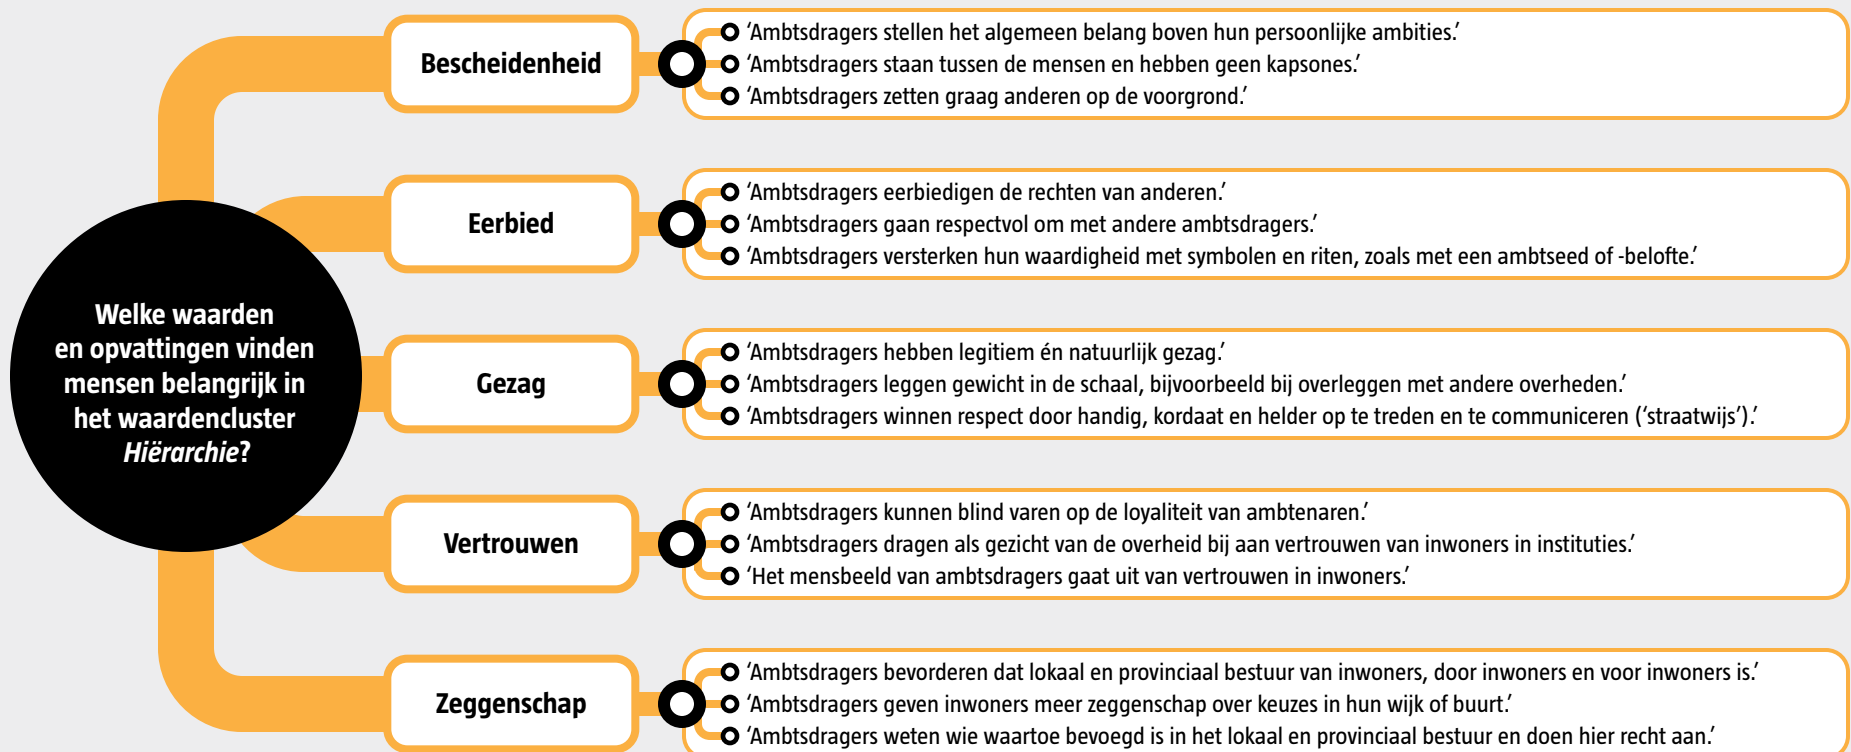 Welke waarden
en opvattingen vinden
mensen belangrijk in
het waardencluster
Hiërarchie?
Bescheidenheid
‘Ambtsdragers stellen het algemeen belang boven hun persoonlijke ambities.’
‘Ambtsdragers staan tussen de mensen en hebben geen kapsones.’
‘Ambtsdragers zetten graag anderen op de voorgrond.’
Eerbied
‘Ambtsdragers eerbiedigen de rechten van anderen.’
‘Ambtsdragers gaan respectvol om met andere ambtsdragers.’
‘Ambtsdragers versterken hun waardigheid met symbolen en riten, zoals met een ambtseed of -belofte.’
Gezag
‘Ambtsdragers hebben legitiem én natuurlijk gezag.’
‘Ambtsdragers leggen gewicht in de schaal, bijvoorbeeld bij overleggen met andere overheden.’
‘Ambtsdragers winnen respect door handig, kordaat en helder op te treden en te communiceren (‘straatwijs’).’
Vertrouwen
‘Ambtsdragers kunnen blind varen op de loyaliteit van ambtenaren.’
‘Ambtsdragers dragen als gezicht van de overheid bij aan vertrouwen van inwoners in instituties.’
‘Het mensbeeld van ambtsdragers gaat uit van vertrouwen in inwoners.’
Zeggenschap
‘Ambtsdragers bevorderen dat lokaal en provinciaal bestuur van inwoners, door inwoners en voor inwoners is.’
‘Ambtsdragers geven inwoners meer zeggenschap over keuzes in hun wijk of buurt.’
‘Ambtsdragers weten wie waartoe bevoegd is in het lokaal en provinciaal bestuur en doen hier recht aan.’